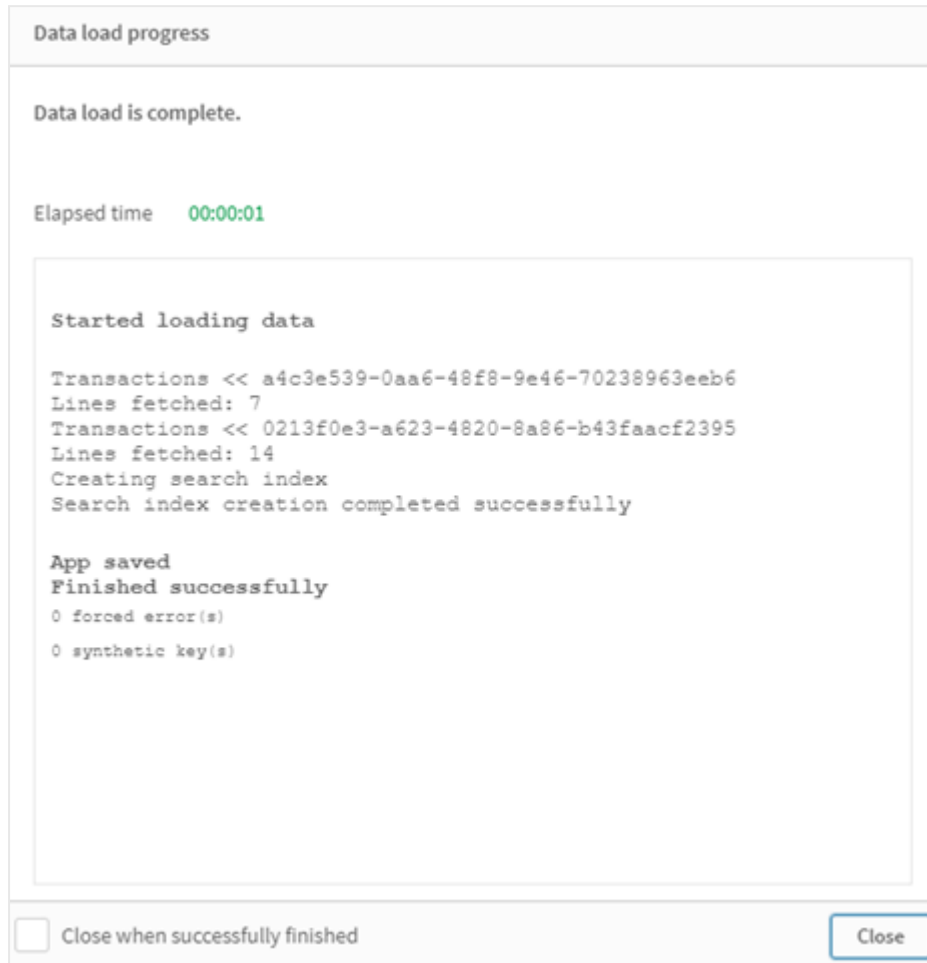 Data load progress
Data load is complete.
Elapsed time 00:00:01
Started loading data
Transactions << a4c3e539-0aa6-48f8-9e46-70238963eeb6
Lines fetched: 7
Transactions << 0213f0e3-a623-4820-8a86-b43faacf2395
Lines fetched: 14
Creating search index
Search index creation completed successfully
App saved
Finished successfully
0 forced error(s)
0 synthetic key(s)
Close when successfully finished
Close